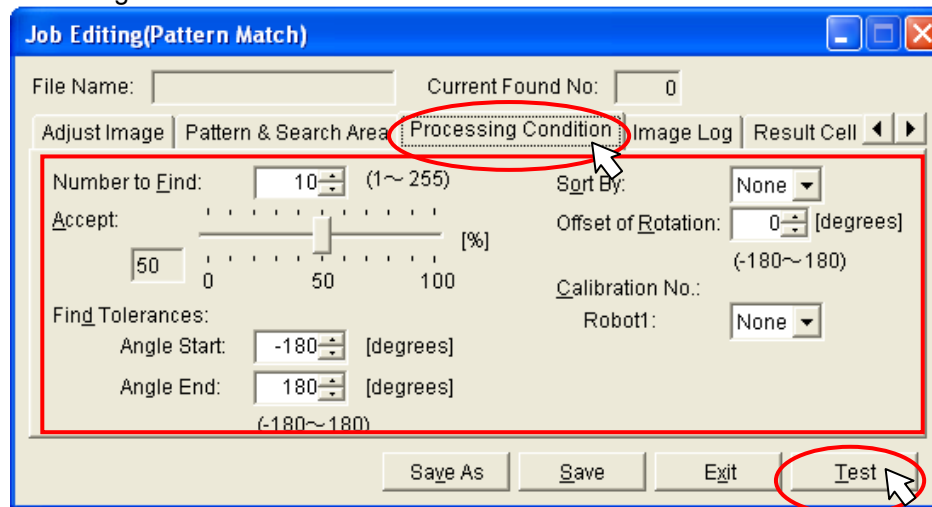 Job Editing(Pattern Match)
File Name: Current Found No: 0
Adjust Image Pattern & Search Area Processing Condition Image Log Result Cell
Number to Find: 10 (1～255) Sort By: None
Accept: Offset of Rotation: 0 [degrees]
[%]
50 (-180～180)
0 50 100
Calibration No.:
Find Tolerances: Robot1: None
Angle Start: -180 [degrees]
Angle End: 180 [degrees]
(-180～180)
Save As Save Exit Test